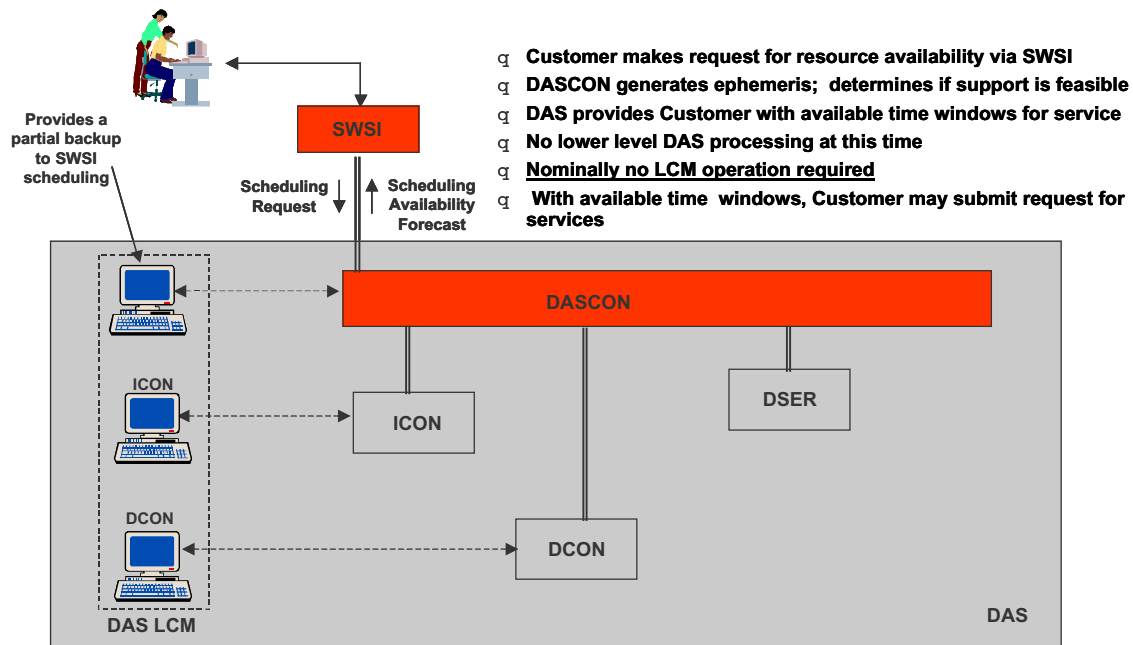 q Customer makes request for resource availability via SWSI
q DASCON generates ephemeris; determines if support is feasible
q DAS provides Customer with available time windows for service
q No lower level DAS processing at this time
q Nominally no LCM operation required
q With available time windows, Customer may submit request for
services
Provides a
partial backup
to SWSI
scheduling
SWSI
Scheduling
Request
Scheduling
Availability
Forecast
DASCON
ICON
ICON
DSER
DCON
DCON
DAS LCM
DAS